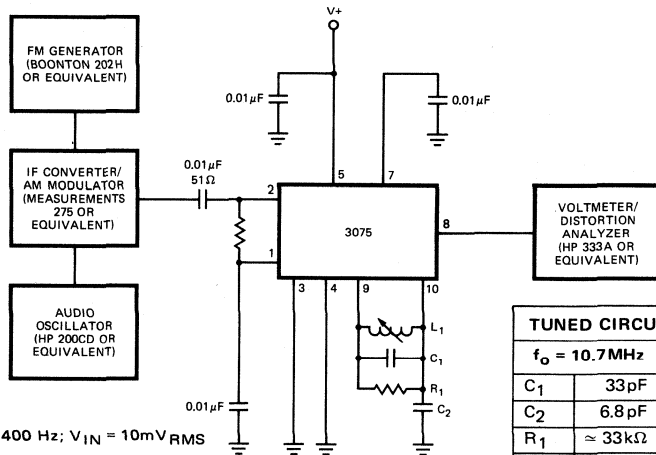 V+
FM GENERATOR
(BOONTON 202H
OR EQUIVALENT)
0.01μF
0.01μF
IF CONVERTER/
AM MODULATOR
(MEASUREMENTS
275 OR
EQUIVALENT)
0.01μF
51Ω
5
7
2
3075
8
1
3
4
9
10
VOLTMETER/
DISTORTION
ANALYZER
(HP 333A OR
EQUIVALENT)
AUDIO
OSCILLATOR
(HP 200CD OR
EQUIVALENT)
L1
C1
R1
C2
0.01μF
400 Hz; VIN = 10mVRMS
TUNED CIRCU
fo = 10.7MHz
C1 33pF
C2 6.8pF
R1 ≃ 33kΩ